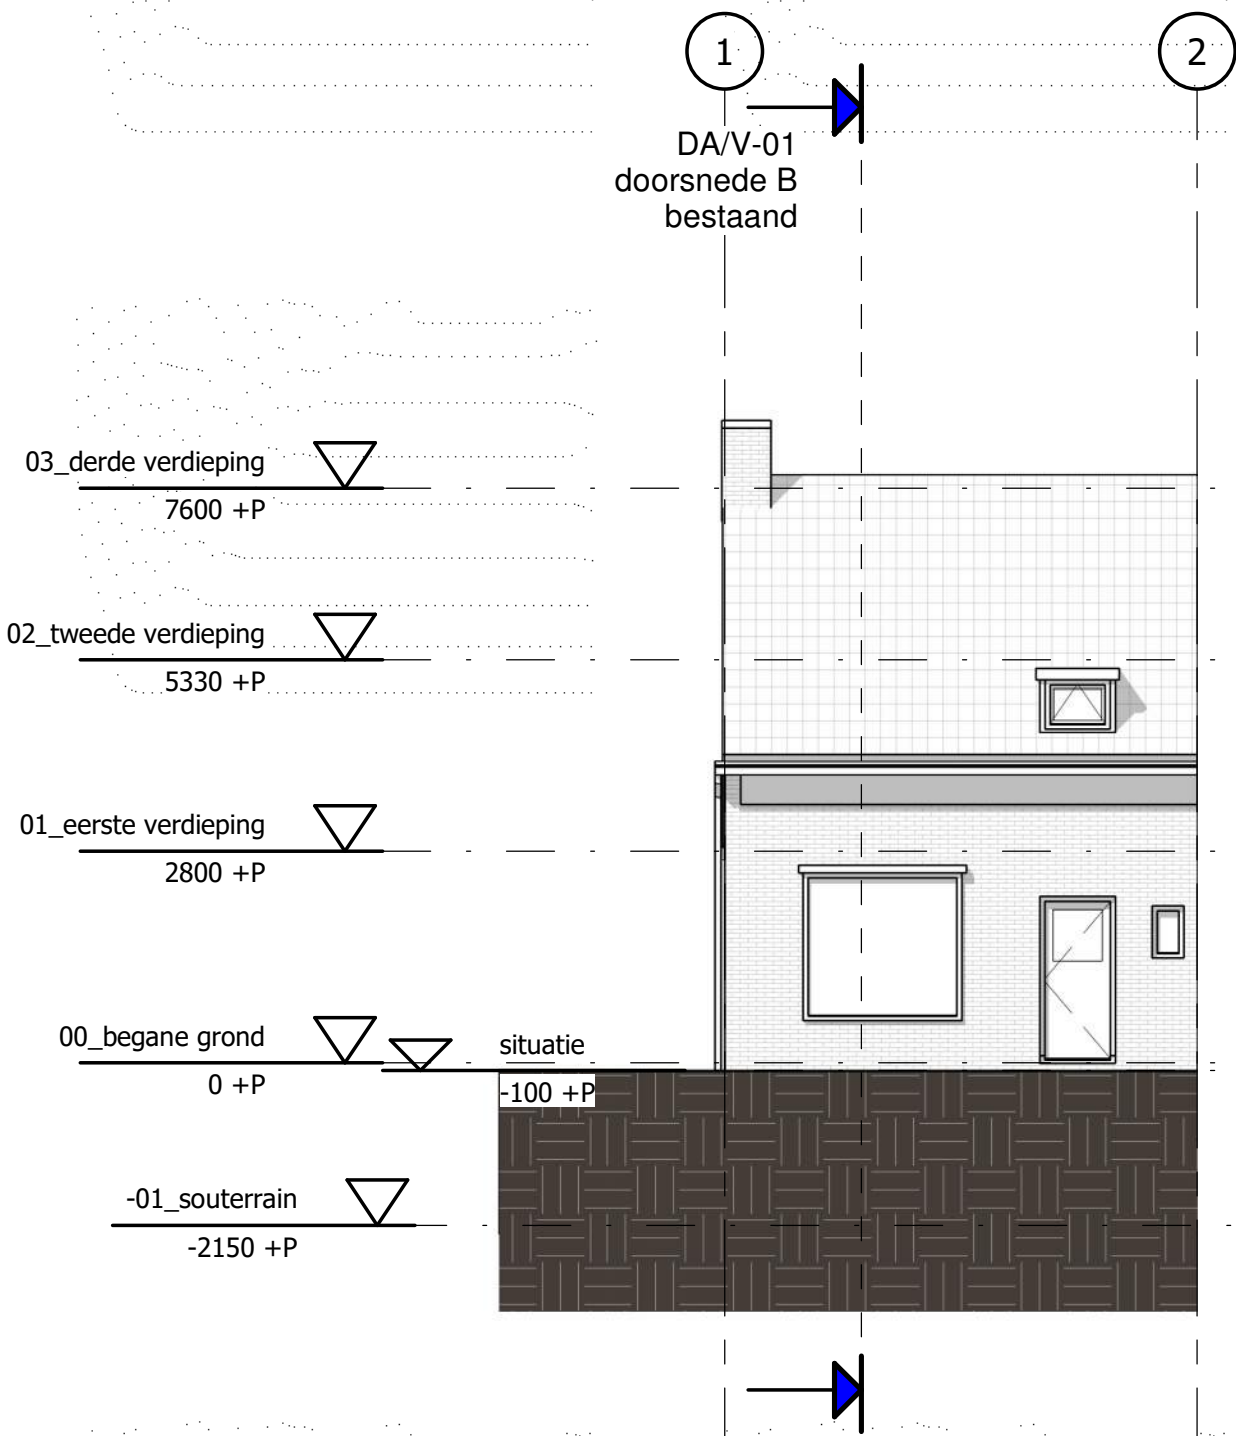 1
2
DA/V-01
doorsnede B
bestaand
03_derde verdieping
7600 +P
02_tweede verdieping
5330 +P
01_eerste verdieping
2800 +P
00_begane grond
0 +P
situatie
-100 +P
-01_souterrain
-2150 +P